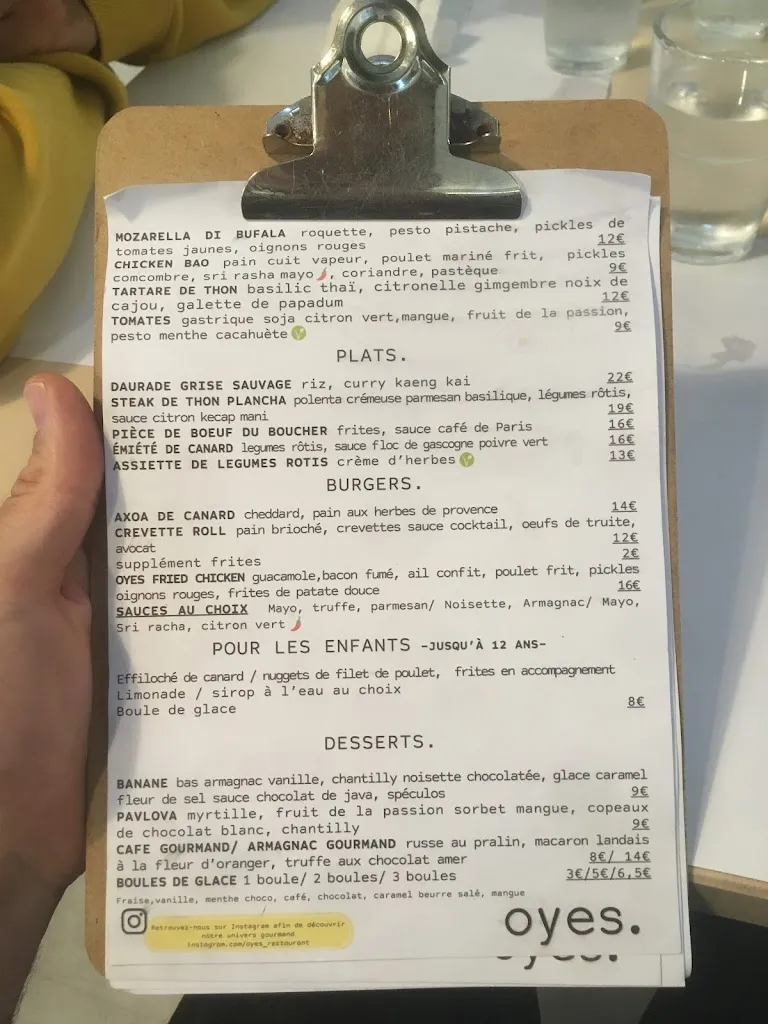 MOZARELLA DI BUFALA roquette, pesto pistache, pickles de
tomates jaunes, oignons rouges 12€
CHICKEN BAO pain cuit vapeur, poulet mariné frit, pickles
comcombre, sri rasha mayo, coriandre, pastèque 9€
TARTARE DE THON basilic thaï, citronelle gimgembre noix de
cajou, galette de papadum 12€
TOMATES gastrique soja citron vert,mangue, fruit de la passion,
pesto menthe cacahuète 9€
PLATS.
DAURADE GRISE SAUVAGE riz, curry kaeng kai 22€
STEAK DE THON PLANCHA polenta crémeuse parmesan basilique, légumes rôtis,
sauce citron kecap mani 19€
PIÈCE DE BOEUF DU BOUCHER frites, sauce café de Paris 16€
ÉMIÉTÉ DE CANARD legumes rôtis, sauce floc de gascogne poivre vert 16€
ASSIETTE DE LEGUMES ROTIS crème d'herbes 13€
BURGERS.
AXOA DE CANARD cheddard, pain aux herbes de provence 14€
CREVETTE ROLL pain brioché, crevettes sauce cocktail, oeufs de truite,
avocat 12€
supplément frites 2€
OYES FRIED CHICKEN guacamole,bacon fumé, ail confit, poulet frit, pickles
oignons rouges, frites de patate douce 16€
SAUCES AU CHOIX Mayo, truffe, parmesan/ Noisette, Armagnac/ Mayo,
Sri racha, citron vert
POUR LES ENFANTS -JUSQU'À 12 ANS-
Effiloché de canard / nuggets de filet de poulet, frites en accompagnement
Limonade / sirop à l'eau au choix
Boule de glace 8€
DESSERTS.
BANANE bas armagnac vanille, chantilly noisette chocolatée, glace caramel
fleur de sel sauce chocolat de java, spéculos 9€
PAVLOVA myrtille, fruit de la passion sorbet mangue, copeaux
de chocolat blanc, chantilly 9€
CAFE GOURMAND/ ARMAGNAC GOURMAND russe au pralin, macaron landais
à la fleur d'oranger, truffe aux chocolat amer 8€/ 14€
BOULES DE GLACE 1 boule/ 2 boules/ 3 boules 3€/5€/6,5€
Fraise,vanille, menthe choco, café, chocolat, caramel beurre salé, mangue
Retrouvez-nous sur Instagram afin de découvrir
notre univers gourmand
instagram.com/oyes_restaurant
oyes.
oyes.